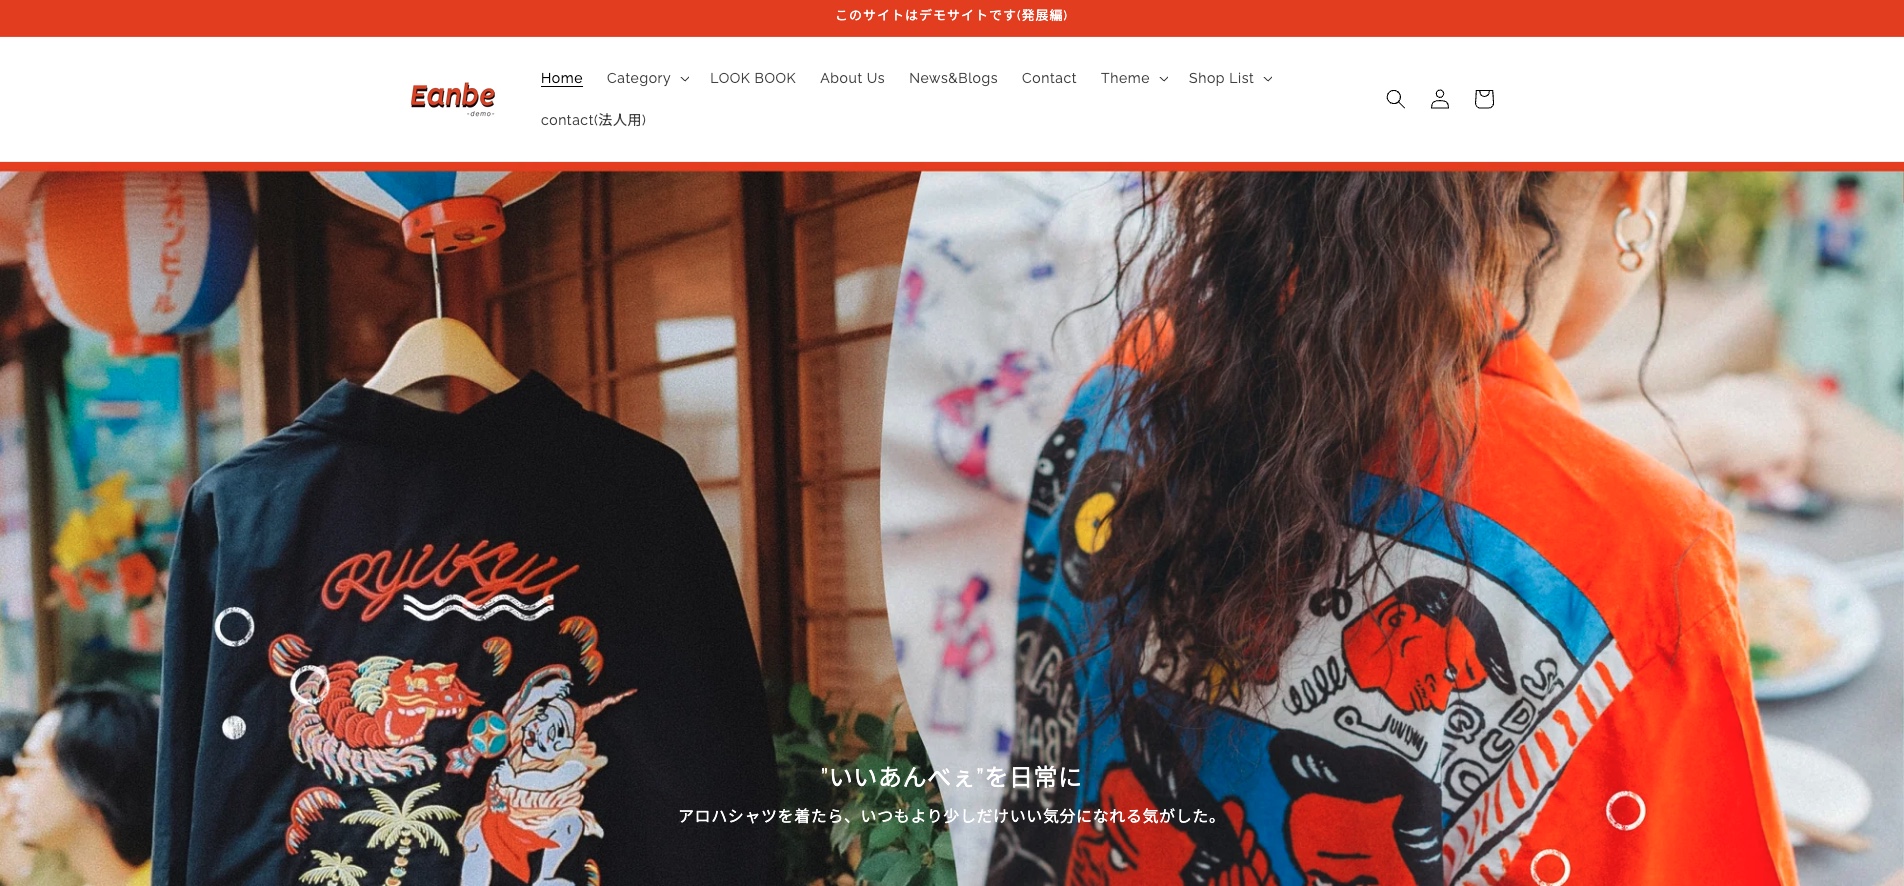 このサイトはデモサイトです(発展編)
Eanbe
-demo-
Home Category LOOK BOOK About Us News&Blogs Contact Theme Shop List
contact(法人用)
オンビール
RyuKyu
"いいあんべぇ"を日常に
アロハシャツを着たら、いつもより少しだけいい気分になれる気がした。